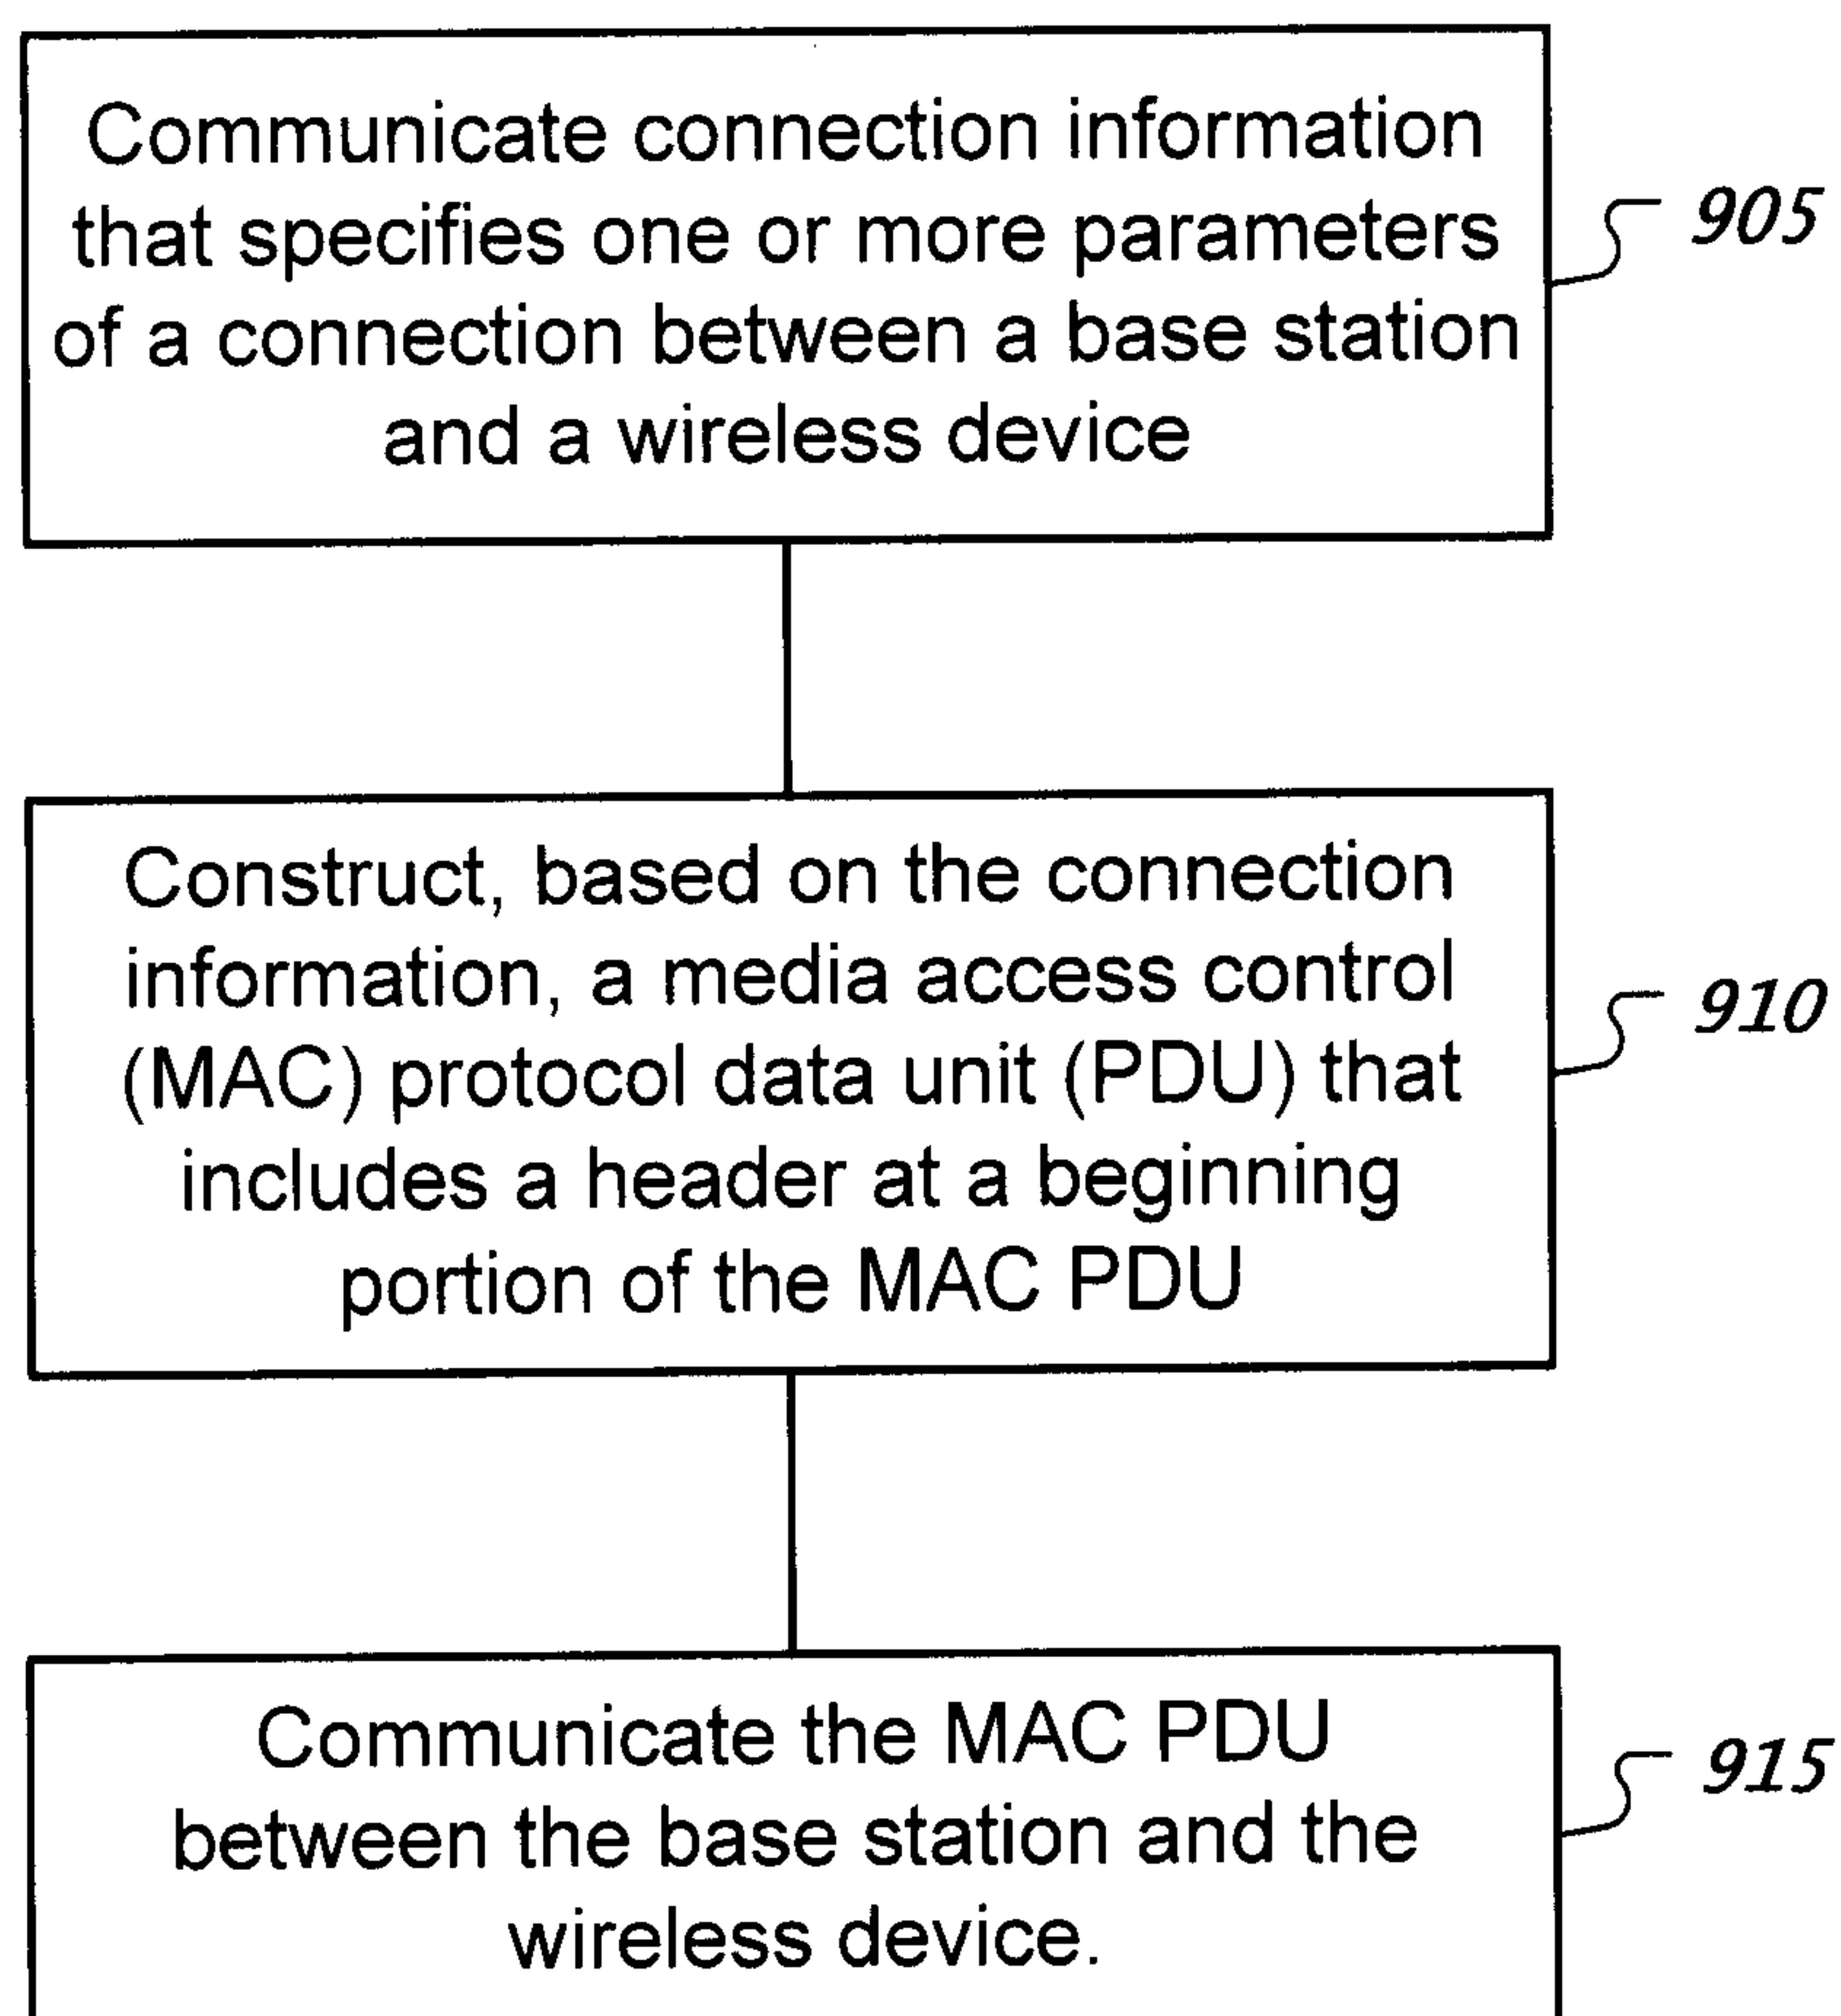 Communicate connection information
that specifies one or more parameters
of a connection between a base station
and a wireless device
905
Construct, based on the connection
information, a media access control
(MAC) protocol data unit (PDU) that
includes a header at a beginning
portion of the MAC PDU
910
Communicate the MAC PDU
between the base station and the
wireless device.
915